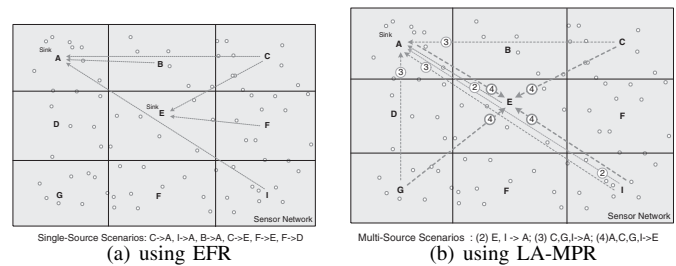 Sink
A
B
C
Sink
E
D
F
G
F
I
Sensor Network
Single-Source Scenarios: C->A, I->A, B->A, C->E, F->E, F->D
(a) using EFR
Sink
A
3
B
C
3
3
2
4
4
E
D
F
4
4
2
G
F
I
Sensor Network
Multi-Source Scenarios : (2) E, I -> A; (3) C,G,I->A; (4)A,C,G,I->E
(b) using LA-MPR